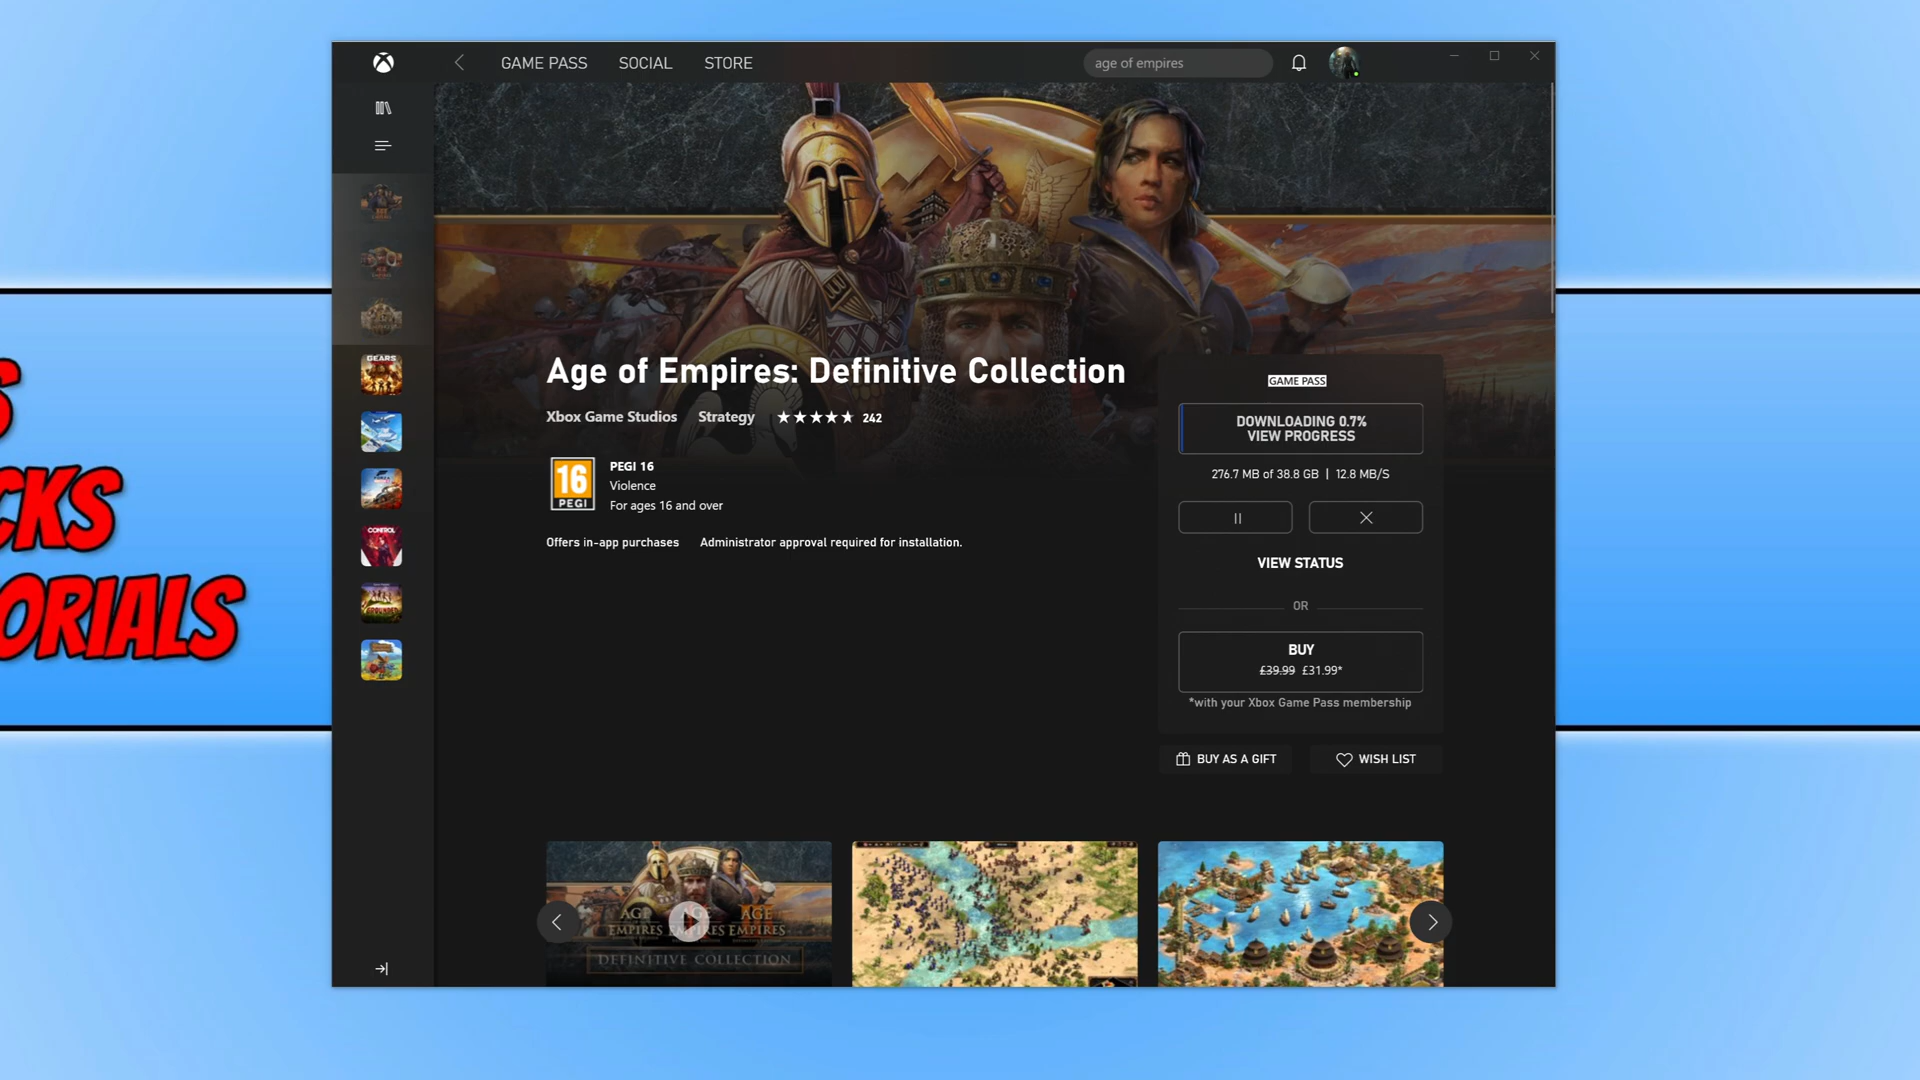 GAME PASS
SOCIAL
STORE
age of empires
GEARS
CONTROL
CKS
ORIALS
Age of Empires: Definitive Collection
Xbox Game Studios
Strategy
242
16
PEGI
PEGI 16
Violence
For ages 16 and over
Offers in-app purchases
Administrator approval required for installation.
GAME PASS
DOWNLOADING 0.7%
VIEW PROGRESS
276.7 MB of 38.8 GB | 12.8 MB/S
VIEW STATUS
OR
BUY
£39.99 £31.99*
*with your Xbox Game Pass membership
BUY AS A GIFT
WISH LIST
AGE EMPIRES
AGE EMPIRES
AGE EMPIRES
DEFINITIVE COLLECTION